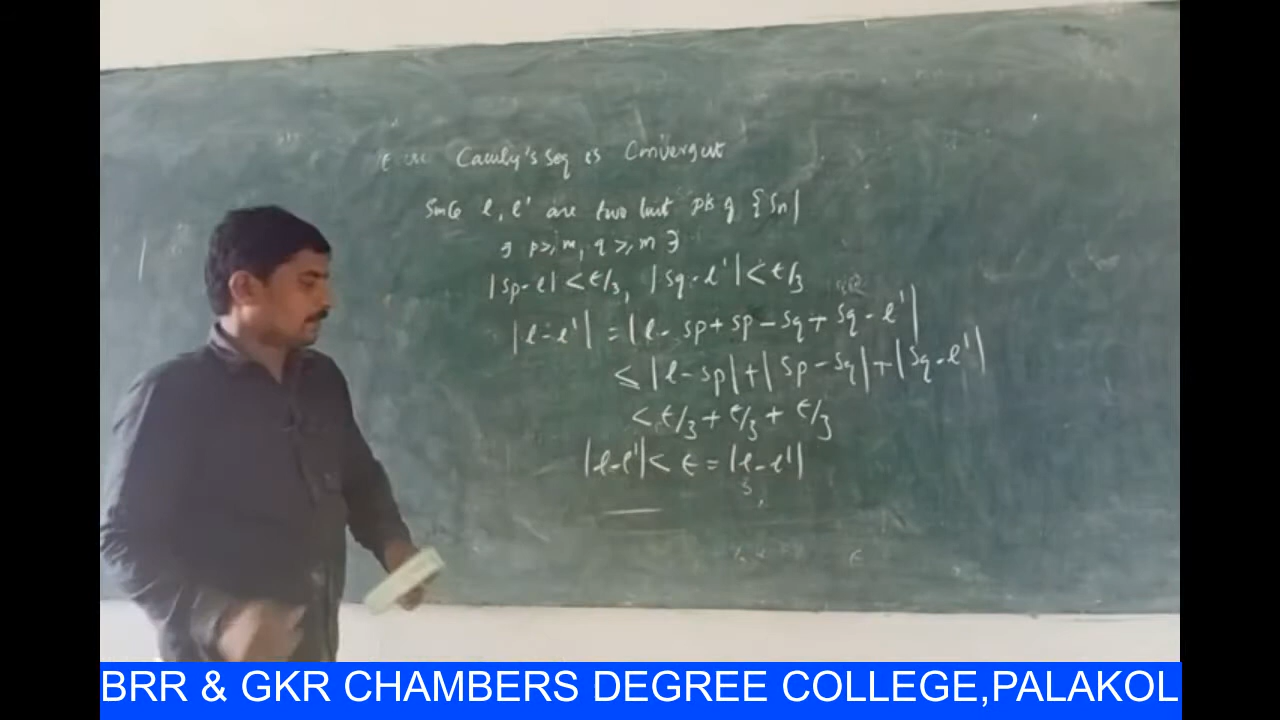 Cauchy's Seq is Convergent
Since l, l' are two limit pts of {Sn}
∃ p≥m, q≥m ∋
|Sp-l| < ε/3, |Sq-l'| < ε/3
|l-l'| = |l-Sp+Sp-Sq+Sq-l'|
≤ |l-Sp|+|Sp-Sq|+|Sq-l'|
< ε/3 + ε/3 + ε/3
|l-l'| < ε = |l-l'|
BRR & GKR CHAMBERS DEGREE COLLEGE,PALAKOL